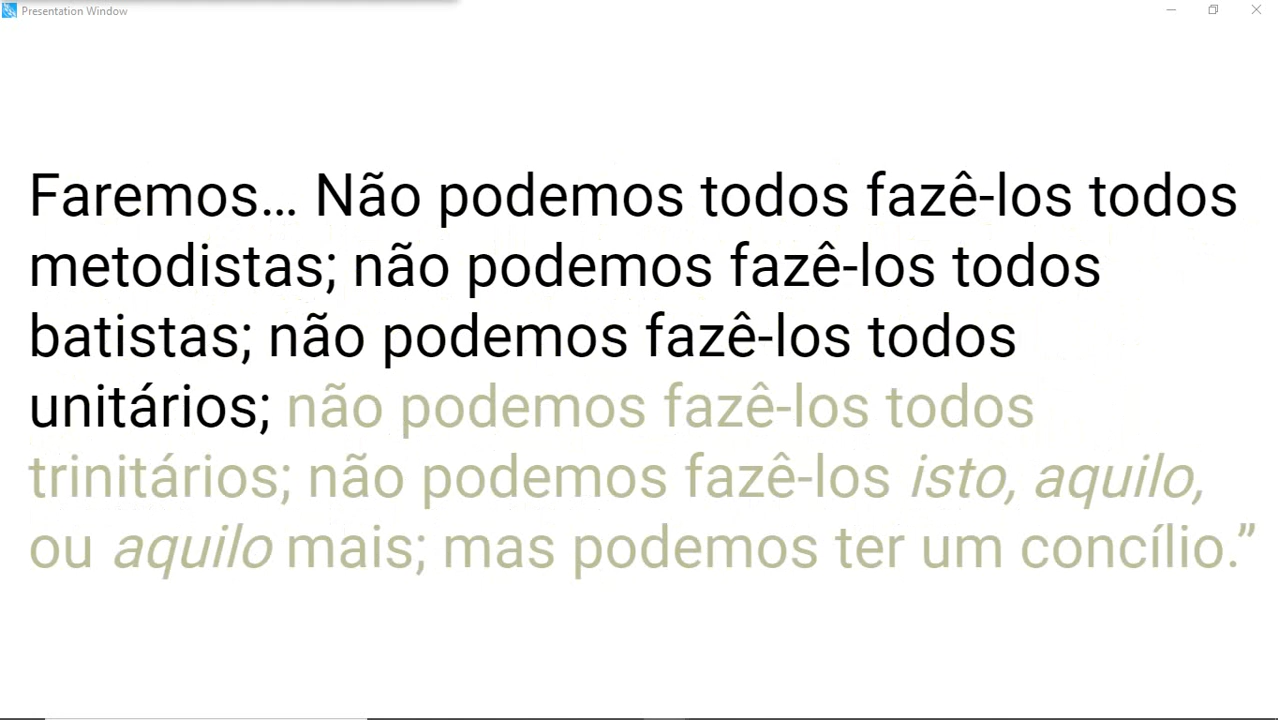 Presentation Window
Faremos... Não podemos todos fazê-los todos
metodistas; não podemos fazê-los todos
batistas; não podemos fazê-los todos
unitários; não podemos fazê-los todos
trinitários; não podemos fazê-los isto, aquilo,
ou aquilo mais; mas podemos ter um concílio.”